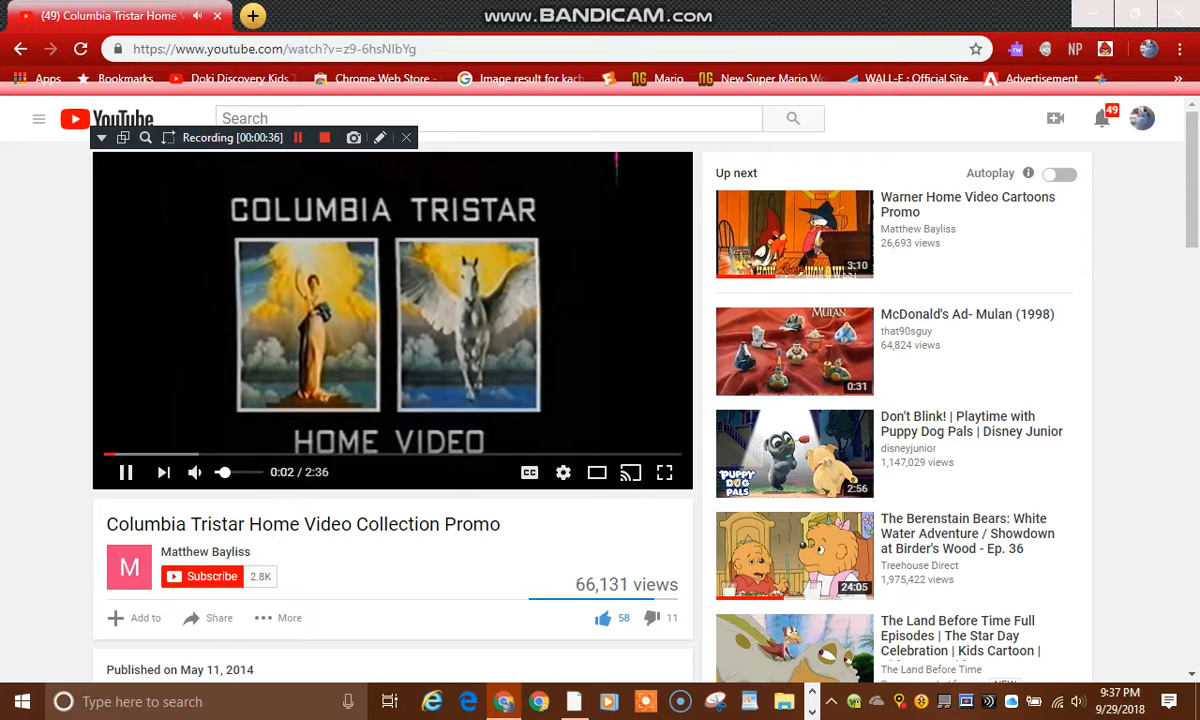 (49) Columbia Tristar Home
www.BANDICAM.com
https://www.youtube.com/watch?v=z9-6hsNIbYg
NP
Apps
Bookmarks
Doki Discovery Kids
Chrome Web Store -
Image result for kach
Mario
New Super Mario Wo
WALL-E : Official Site
Advertisement
YouTube
Search
49
Recording [00:00:36]
COLUMBIA TRISTAR
HOME VIDEO
0:02 / 2:36
CC
Columbia Tristar Home Video Collection Promo
M
Matthew Bayliss
Subscribe 2.8K
66,131 views
Add to
Share
More
58
11
Published on May 11, 2014
Up next
Autoplay
3:10
Warner Home Video Cartoons
Promo
Matthew Bayliss
26,693 views
MULAN
0:31
McDonald's Ad- Mulan (1998)
that90sguy
64,824 views
PUPPY
DOG
PALS
2:56
Don't Blink! | Playtime with
Puppy Dog Pals | Disney Junior
disneyjunior
1,147,029 views
24:05
The Berenstain Bears: White
Water Adventure / Showdown
at Birder's Wood - Ep. 36
Treehouse Direct
1,975,422 views
The Land Before Time Full
Episodes | The Star Day
Celebration | Kids Cartoon |
The Land Before Time
Type here to search
9:37 PM
9/29/2018